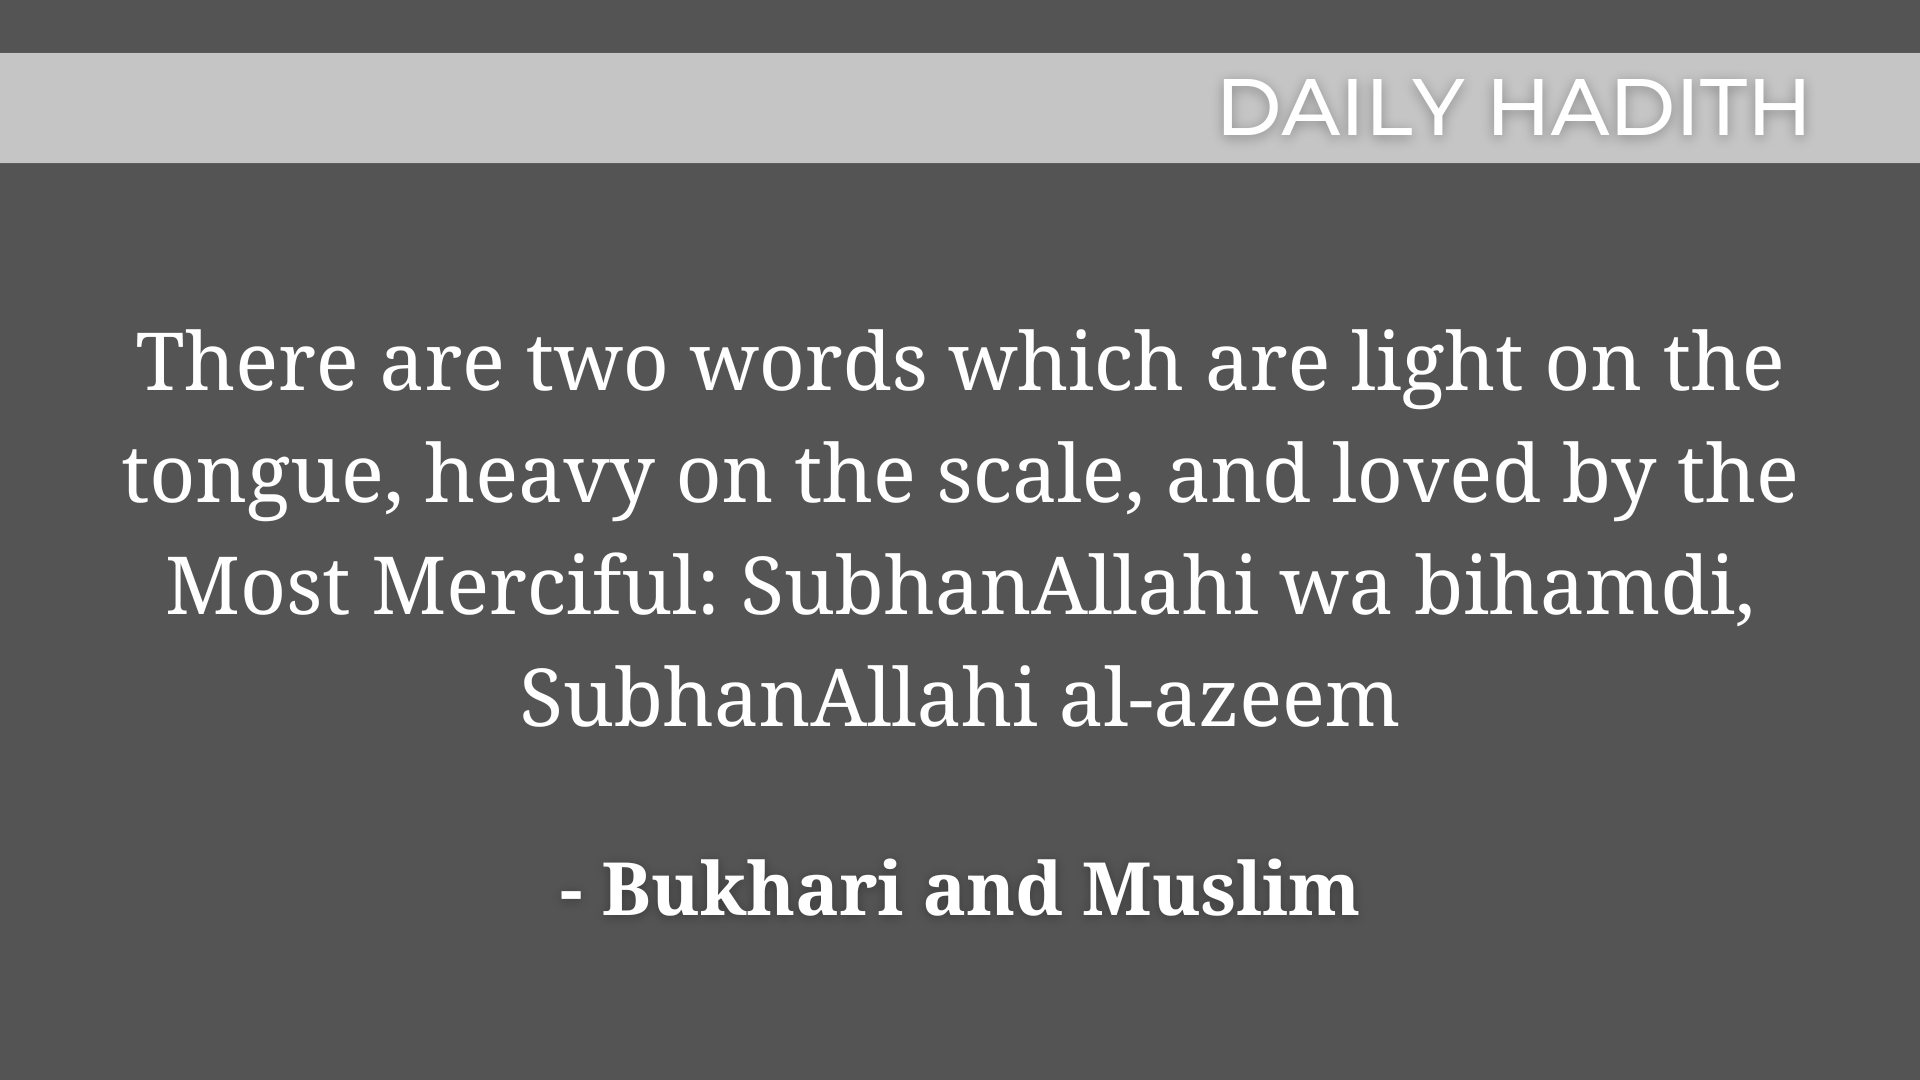 DAILY HADITH
There are two words which are light on the
tongue, heavy on the scale, and loved by the
Most Merciful: SubhanAllahi wa bihamdi,
SubhanAllahi al-azeem
- Bukhari and Muslim